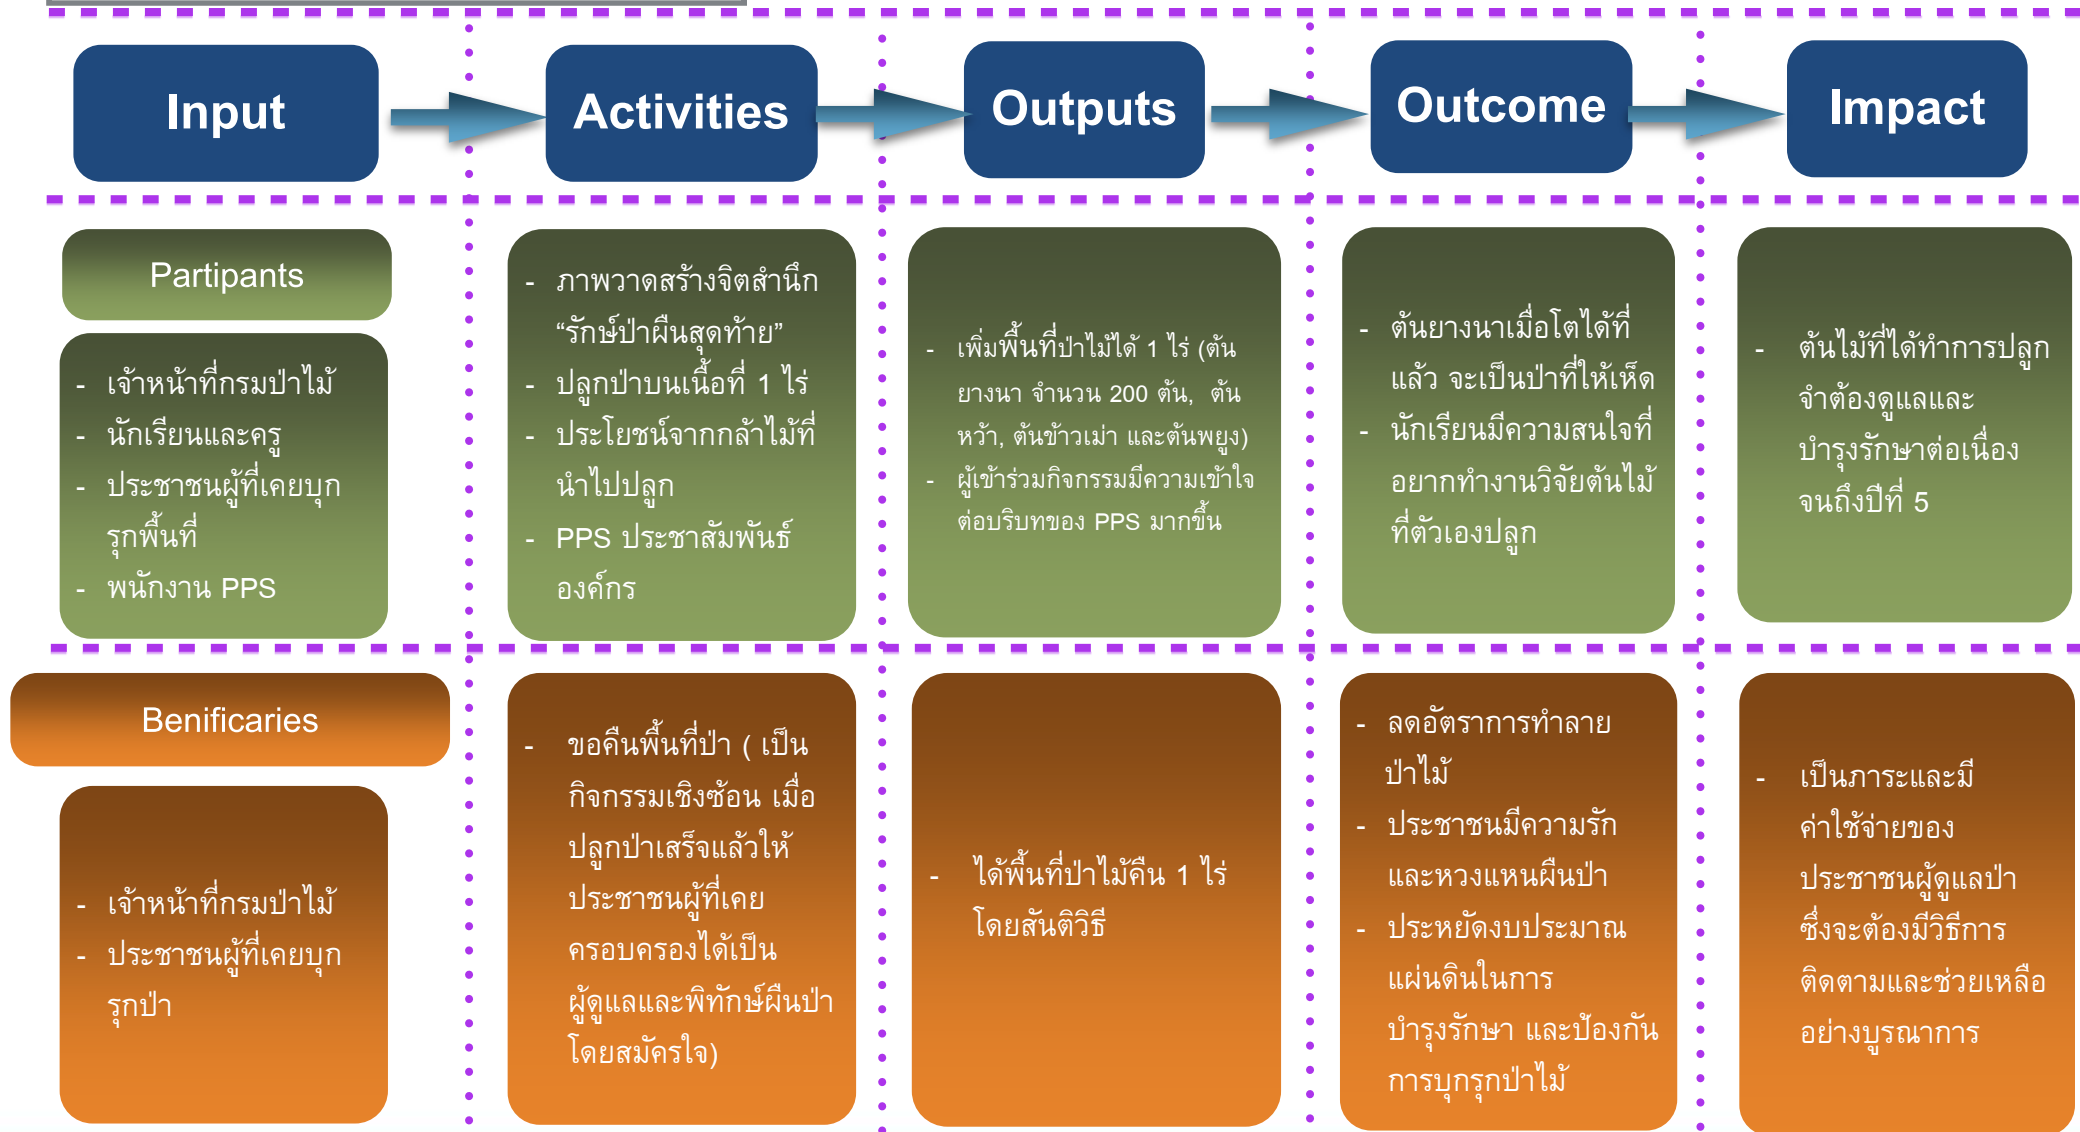 Input
Activities
Outputs
Outcome
Impact
Partipants
- เจ้าหน้าที่กรมป่าไม้
- นักเรียนและครู
- ประชาชนผู้ที่เคยบุก
รุกพื้นที่
- พนักงาน PPS
- ภาพวาดสร้างจิตสำนึก
“รักษ์ป่าผืนสุดท้าย”
- ปลูกป่าบนเนื้อที่ 1 ไร่
- ประโยชน์จากกล้าไม้ที่
นำไปปลูก
- PPS ประชาสัมพันธ์
องค์กร
- เพิ่มพื้นที่ป่าไม้ได้ 1 ไร่ (ต้น
ยางนา จำนวน 200 ต้น, ต้น
หว้า, ต้นข้าวเม่า และต้นพยูง)
- ผู้เข้าร่วมกิจกรรมมีความเข้าใจ
ต่อบริบทของ PPS มากขึ้น
- ต้นยางนาเมื่อโตได้ที่
แล้ว จะเป็นป่าที่ให้เห็ด
- นักเรียนมีความสนใจที่
อยากทำงานวิจัยต้นไม้
ที่ตัวเองปลูก
- ต้นไม้ที่ได้ทำการปลูก
จำต้องดูแลและ
บำรุงรักษาต่อเนื่อง
จนถึงปีที่ 5
Benificaries
- เจ้าหน้าที่กรมป่าไม้
- ประชาชนผู้ที่เคยบุก
รุกป่า
- ขอคืนพื้นที่ป่า ( เป็น
กิจกรรมเชิงซ้อน เมื่อ
ปลูกป่าเสร็จแล้วให้
ประชาชนผู้ที่เคย
ครอบครองได้เป็น
ผู้ดูแลและพิทักษ์ผืนป่า
โดยสมัครใจ)
- ได้พื้นที่ป่าไม้คืน 1 ไร่
โดยสันติวิธี
- ลดอัตราการทำลาย
ป่าไม้
- ประชาชนมีความรัก
และหวงแหนผืนป่า
- ประหยัดงบประมาณ
แผ่นดินในการ
บำรุงรักษา และป้องกัน
การบุกรุกป่าไม้
- เป็นภาระและมี
ค่าใช้จ่ายของ
ประชาชนผู้ดูแลป่า
ซึ่งจะต้องมีวิธีการ
ติดตามและช่วยเหลือ
อย่างบูรณาการ